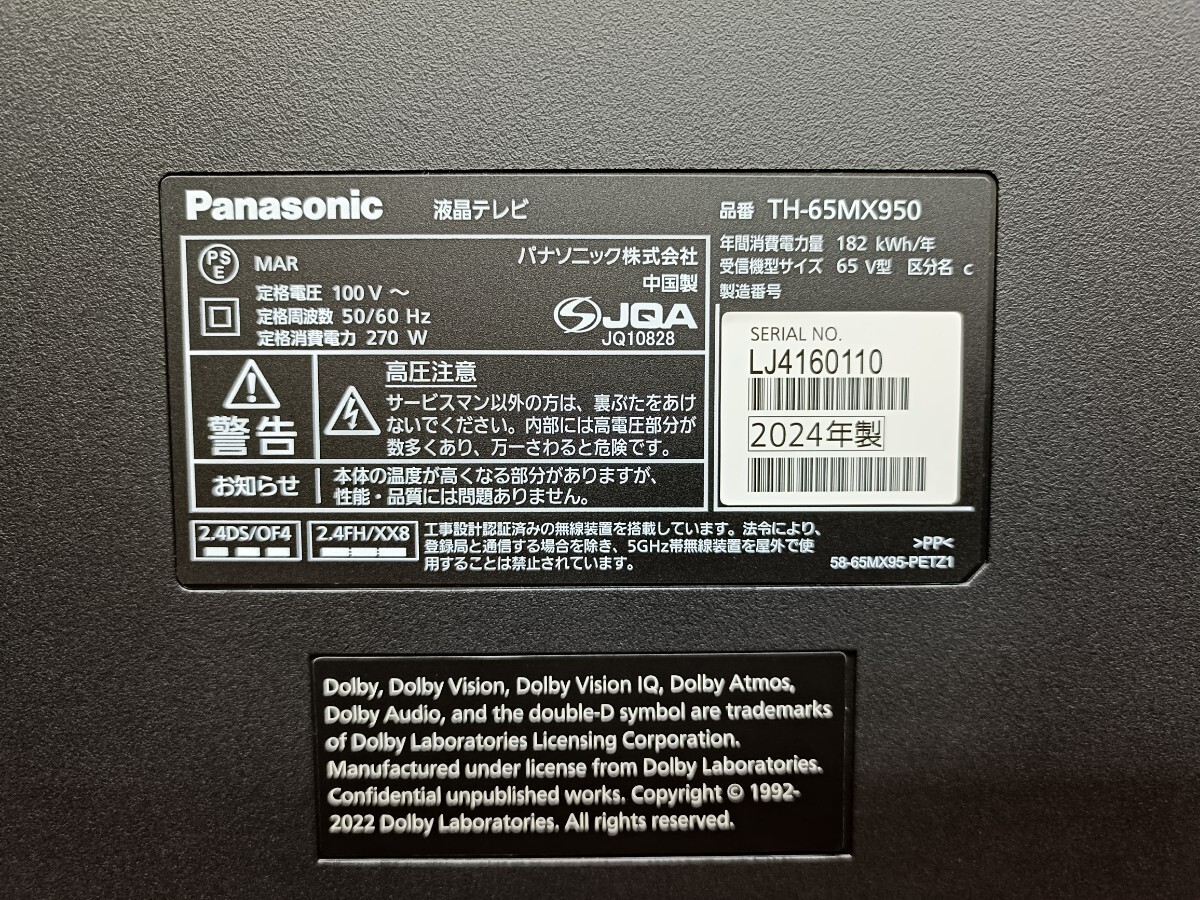 Panasonic 液晶テレビ 品番 TH-65MX950
年間消費電力量 182 kWh/年
受信機型サイズ 65 V型 区分名 c
製造番号
PSE MAR
定格電圧 100 V ～
定格周波数 50/60 Hz
定格消費電力 270 W
パナソニック株式会社
中国製
JQA
JQ10828
SERIAL NO.
LJ4160110
2024年製
警告
高圧注意
サービスマン以外の方は、裏ぶたをあけ
ないでください。内部には高電圧部分が
数多くあり、万一さわると危険です。
お知らせ
本体の温度が高くなる部分がありますが、
性能・品質には問題ありません。
2.4DS/OF4
2.4FH/XX8
工事設計認証済みの無線装置を搭載しています。法令により、
登録局と通信する場合を除き、5GHz帯無線装置を屋外で使
用することは禁止されています。
>PP<
58-65MX95-PETZ1
Dolby, Dolby Vision, Dolby Vision IQ, Dolby Atmos,
Dolby Audio, and the double-D symbol are trademarks
of Dolby Laboratories Licensing Corporation.
Manufactured under license from Dolby Laboratories.
Confidential unpublished works. Copyright © 1992-
2022 Dolby Laboratories. All rights reserved.